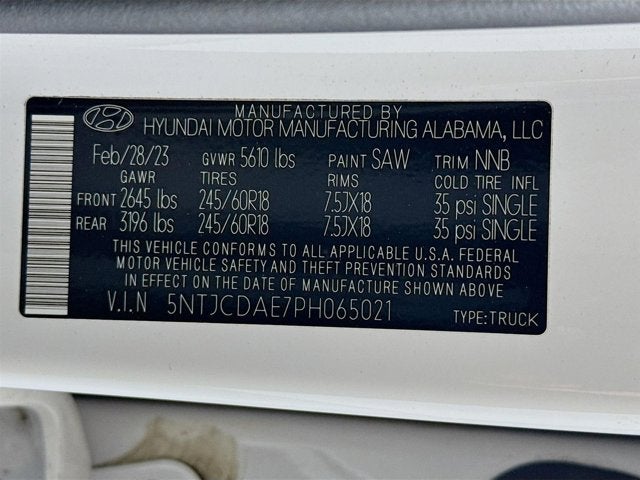 MANUFACTURED BY
HYUNDAI MOTOR MANUFACTURING ALABAMA, LLC
Feb/28/23 GVWR 5610 lbs PAINT SAW TRIM NNB
GAWR TIRES RIMS COLD TIRE INFL
FRONT 2645 lbs 245/60R18 7.5JX18 35 psi SINGLE
REAR 3196 lbs 245/60R18 7.5JX18 35 psi SINGLE
THIS VEHICLE CONFORMS TO ALL APPLICABLE U.S.A. FEDERAL
MOTOR VEHICLE SAFETY AND THEFT PREVENTION STANDARDS
IN EFFECT ON THE DATE OF MANUFACTURE SHOWN ABOVE
V.I.N 5NTJCDAE7PH065021 TYPE:TRUCK